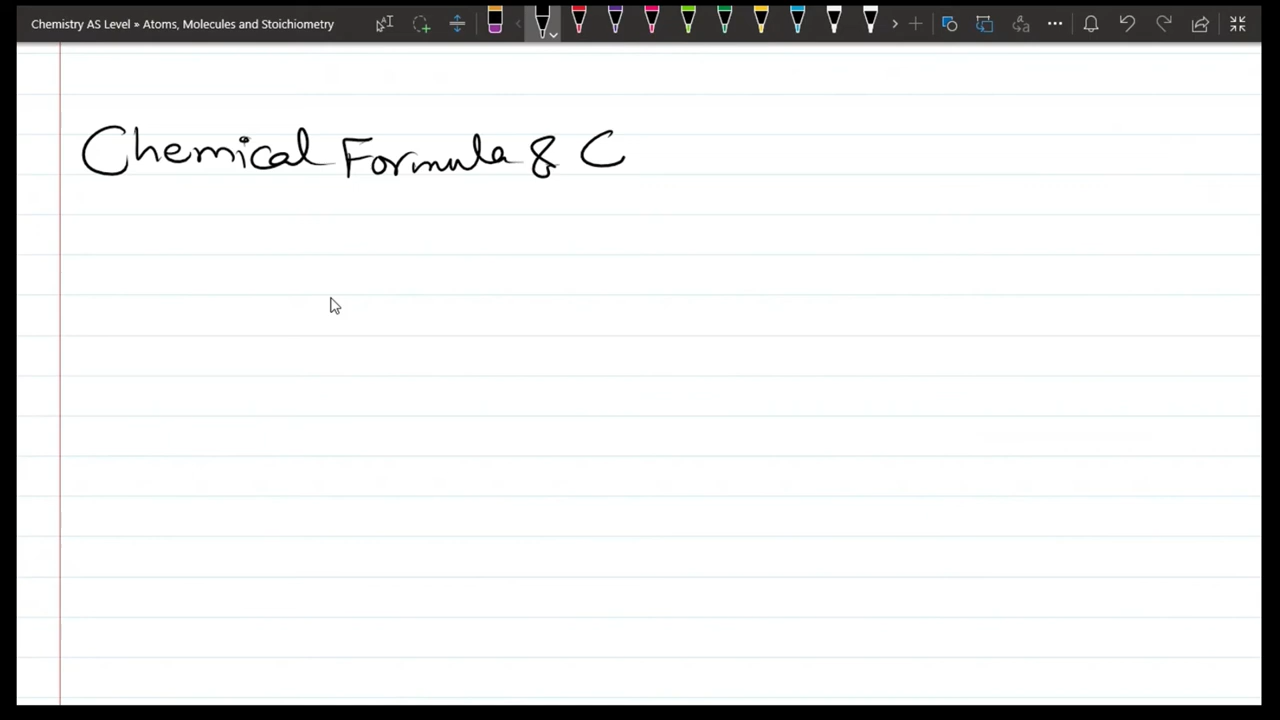 Chemistry AS Level » Atoms, Molecules and Stoichiometry
Chemical Formula & C